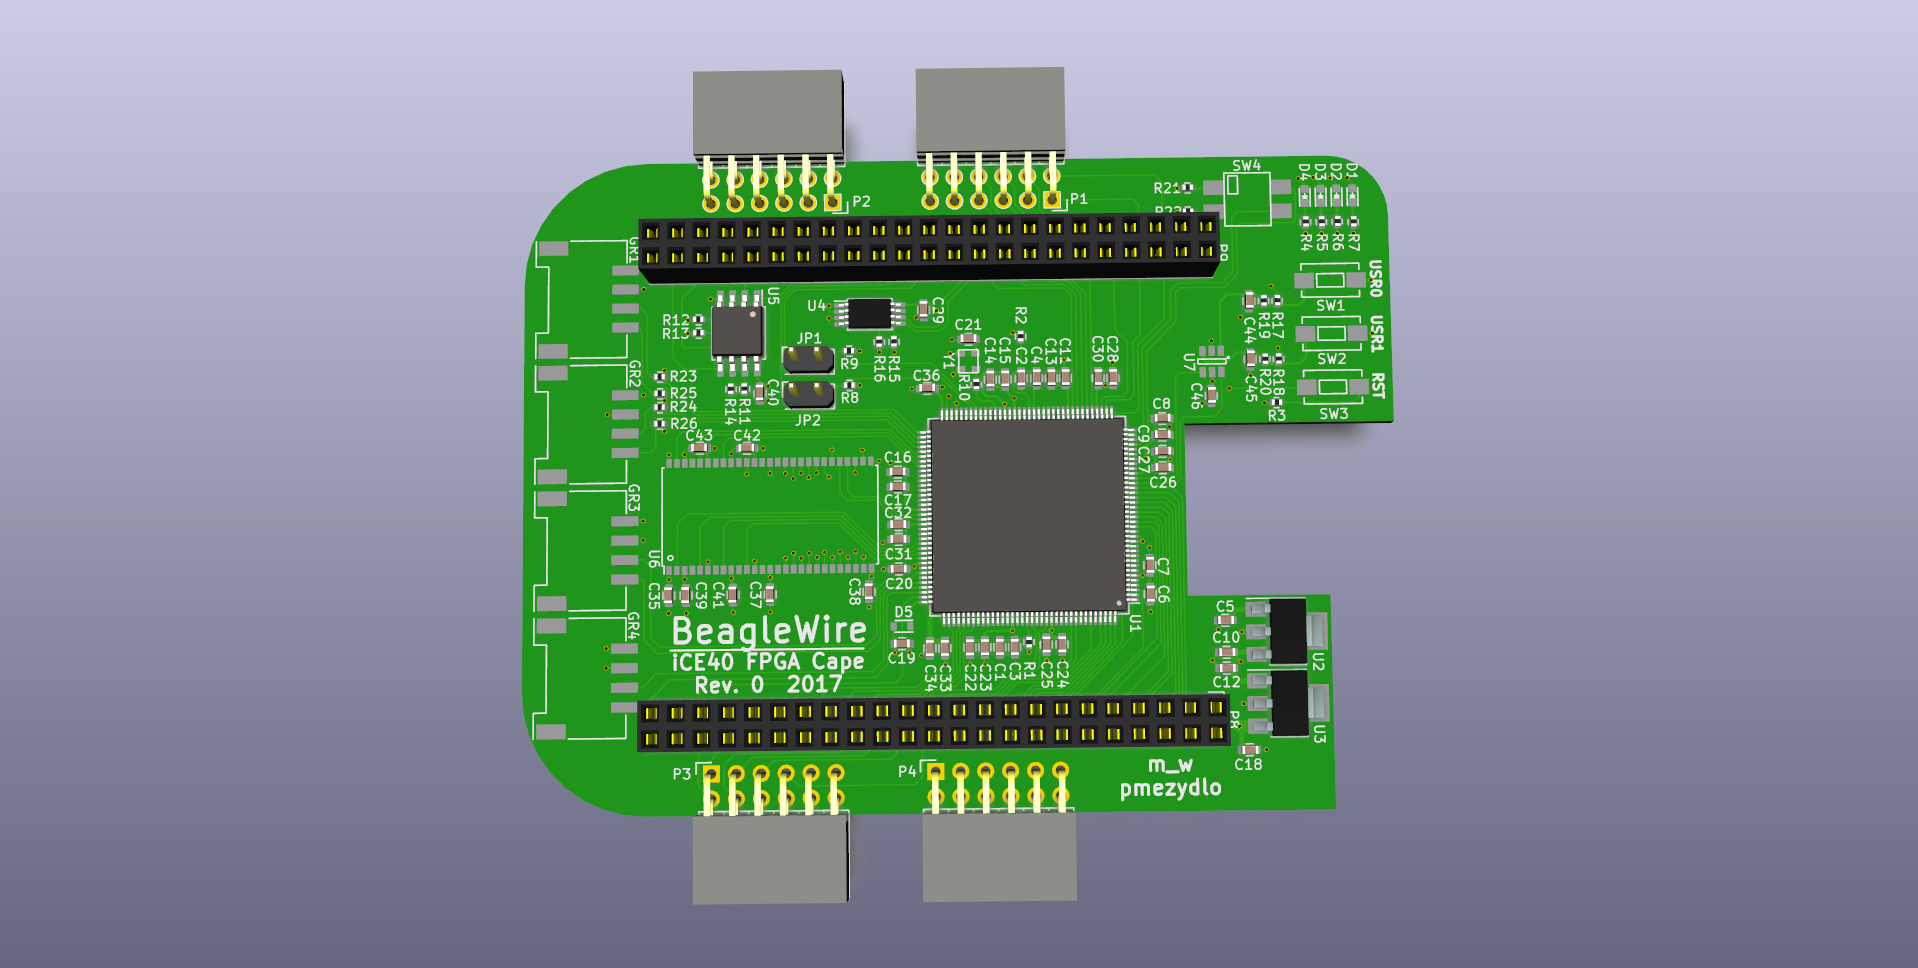 P2
P1
SW4
D4
D3
D2
D1
R21
R22
P9
R4
R5
R6
R7
GR1
U5
U4
C39
R12
R13
JP1
R9
R16
R15
C21
R2
Y1
R10
C14
C15
C2
C4
C13
C11
C30
C28
USR0
SW1
C44
R19
R17
USR1
SW2
U7
C46
C45
R20
R18
RST
SW3
R3
GR2
R23
R25
R24
R26
R14
R11
C40
JP2
R8
C36
C43
C42
C8
C9
C27
C26
C16
C17
C32
C31
C20
GR3
U6
C35
C39
C41
C37
C38
C7
C6
U1
BeagleWire
iCE40 FPGA Cape
Rev. 0 2017
D5
C19
C34
C33
C22
C23
C1
C3
R1
C25
C24
GR4
C5
C10
C12
U2
U3
P8
C18
P3
P4
m_w
pmezydlo